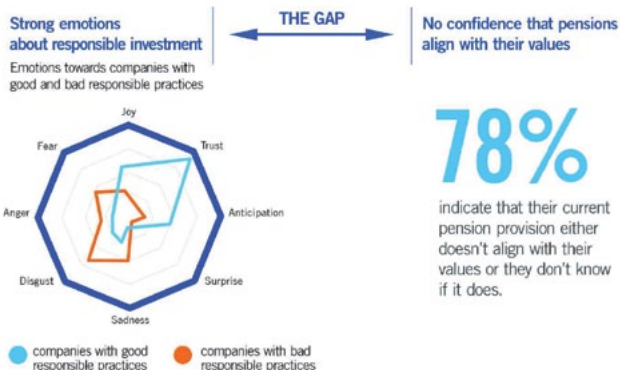 Strong emotions
about responsible investment
Emotions towards companies with
good and bad responsible practices
Joy
Fear
Trust
Anger
Anticipation
Disgust
Surprise
Sadness
companies with good
responsible practices
companies with bad
responsible practices
THE GAP
No confidence that pensions
align with their values
78%
indicate that their current
pension provision either
doesn't align with their
values or they don't know
if it does.